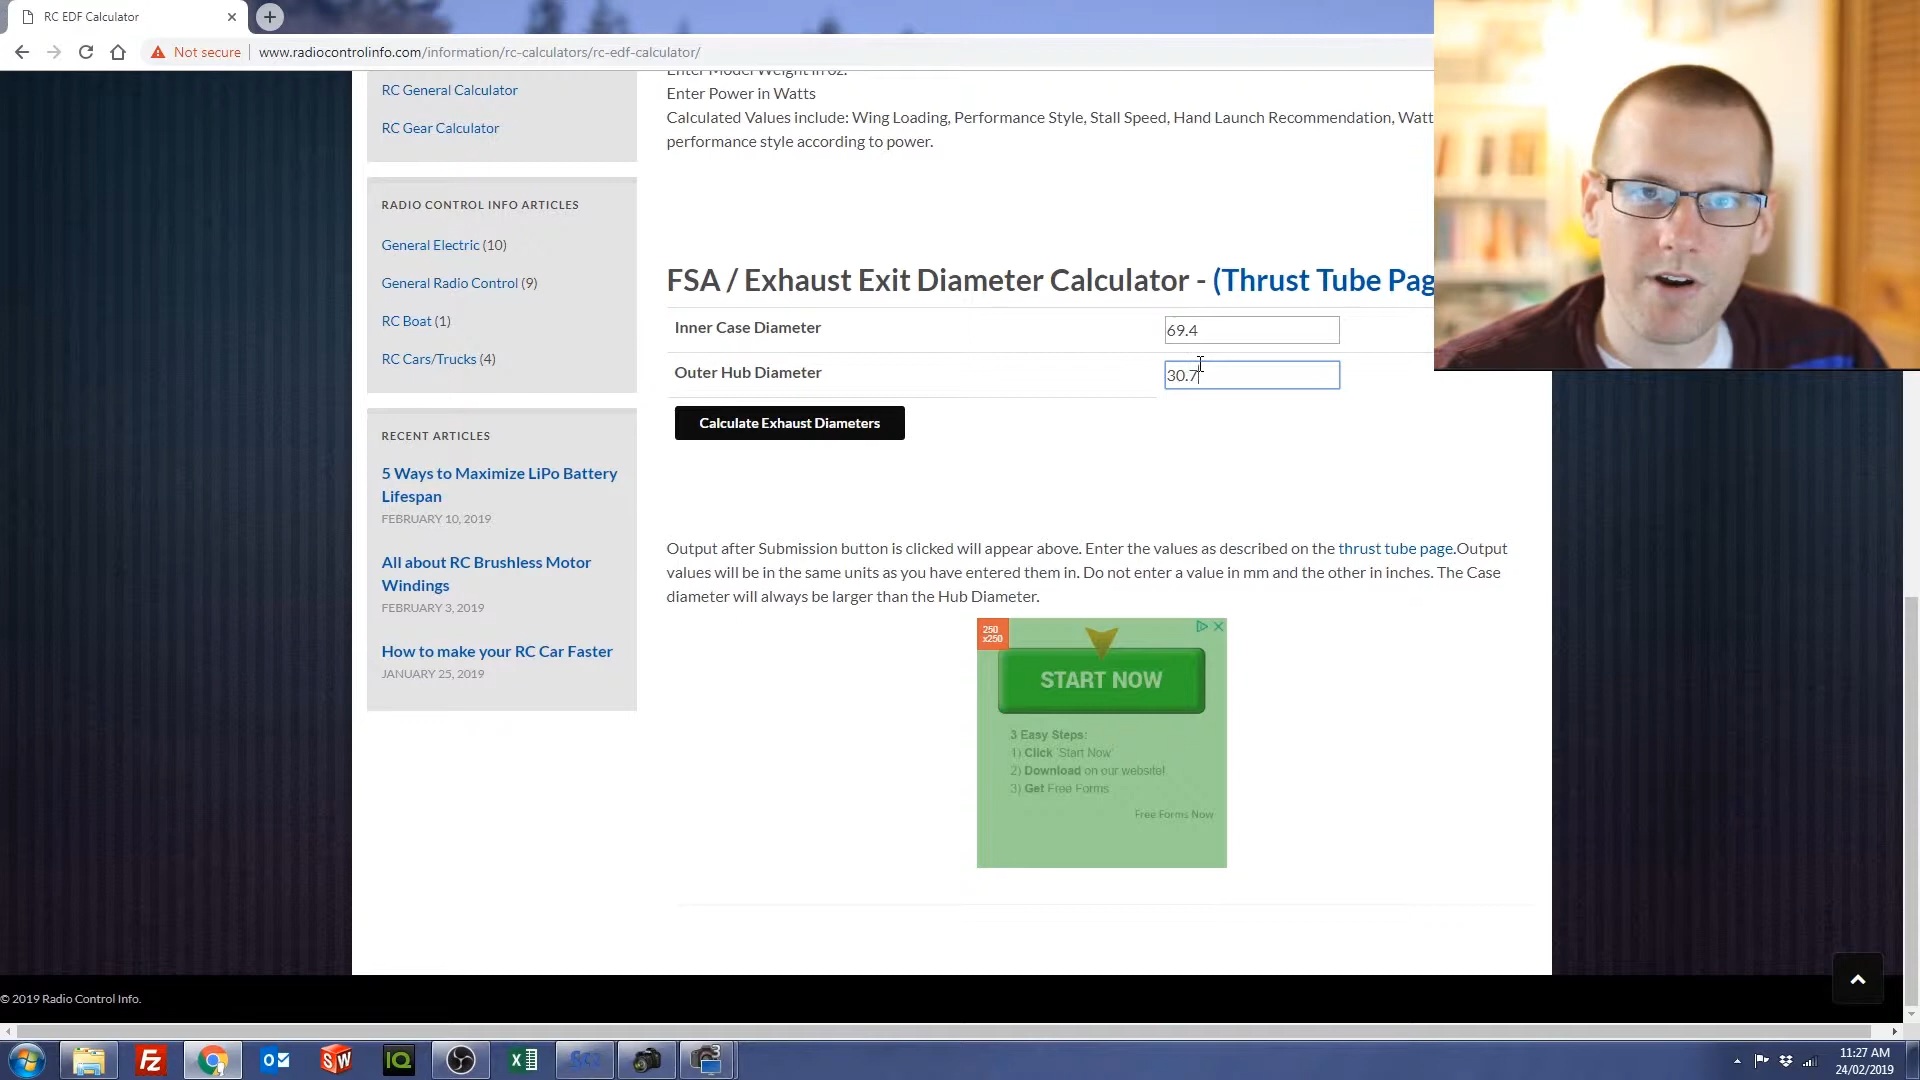 RC EDF Calculator
Not secure
www.radiocontrolinfo.com/information/rc-calculators/rc-edf-calculator/
RC General Calculator
RC Gear Calculator
RADIO CONTROL INFO ARTICLES
General Electric (10)
General Radio Control (9)
RC Boat (1)
RC Cars/Trucks (4)
RECENT ARTICLES
5 Ways to Maximize LiPo Battery
Lifespan
FEBRUARY 10, 2019
All about RC Brushless Motor
Windings
FEBRUARY 3, 2019
How to make your RC Car Faster
JANUARY 25, 2019
Enter Model Weight in oz.
Enter Power in Watts
Calculated Values include: Wing Loading, Performance Style, Stall Speed, Hand Launch Recommendation, Watt
performance style according to power.
FSA / Exhaust Exit Diameter Calculator - (Thrust Tube Pag
Inner Case Diameter
69.4
Outer Hub Diameter
30.7
Calculate Exhaust Diameters
Output after Submission button is clicked will appear above. Enter the values as described on the thrust tube page.Output
values will be in the same units as you have entered them in. Do not enter a value in mm and the other in inches. The Case
diameter will always be larger than the Hub Diameter.
250
x250
START NOW
3 Easy Steps:
1) Click 'Start Now'
2) Download on our website!
3) Get Free Forms
Free Forms Now
© 2019 Radio Control Info.
Fz
SW
IQ
11:27 AM
24/02/2019